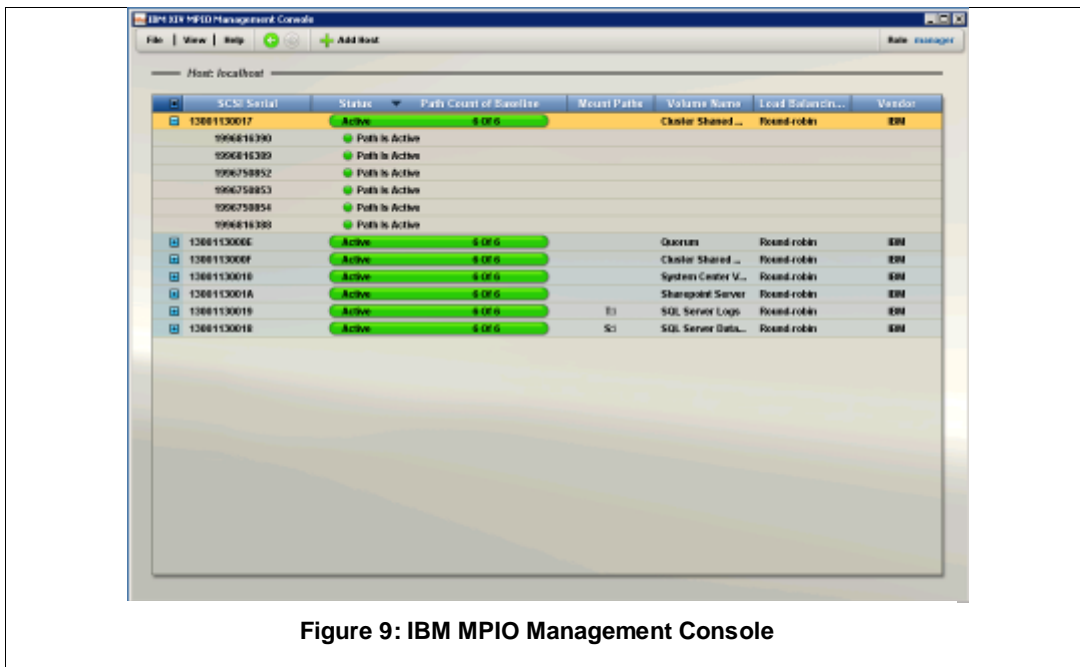 IBM XIV MPIO Management Console
File | View | Help Add Host Role manager
Host: localhost
SCSI Serial Status Path Count of Baseline Mount Paths Volume Name Load Balancin... Vendor
13001130017 Active 6 Of 6 Cluster Shared ... Round-robin IBM
1996816390 Path Is Active
1996816389 Path Is Active
1996750852 Path Is Active
1996750853 Path Is Active
1996750854 Path Is Active
1996816388 Path Is Active
1300113000E Active 6 Of 6 Quorum Round-robin IBM
1300113000F Active 6 Of 6 Cluster Shared ... Round-robin IBM
Active 6 Of 6 System Center V... Round-robin IBM
1300113001A Active 6 Of 6 Sharepoint Server Round-robin IBM
13001130019 Active 6 Of 6 T:\ SQL Server Logs Round-robin IBM
13001130018 Active 6 Of 6 S:\ SQL Server Data... Round-robin IBM
Figure 9: IBM MPIO Management Console